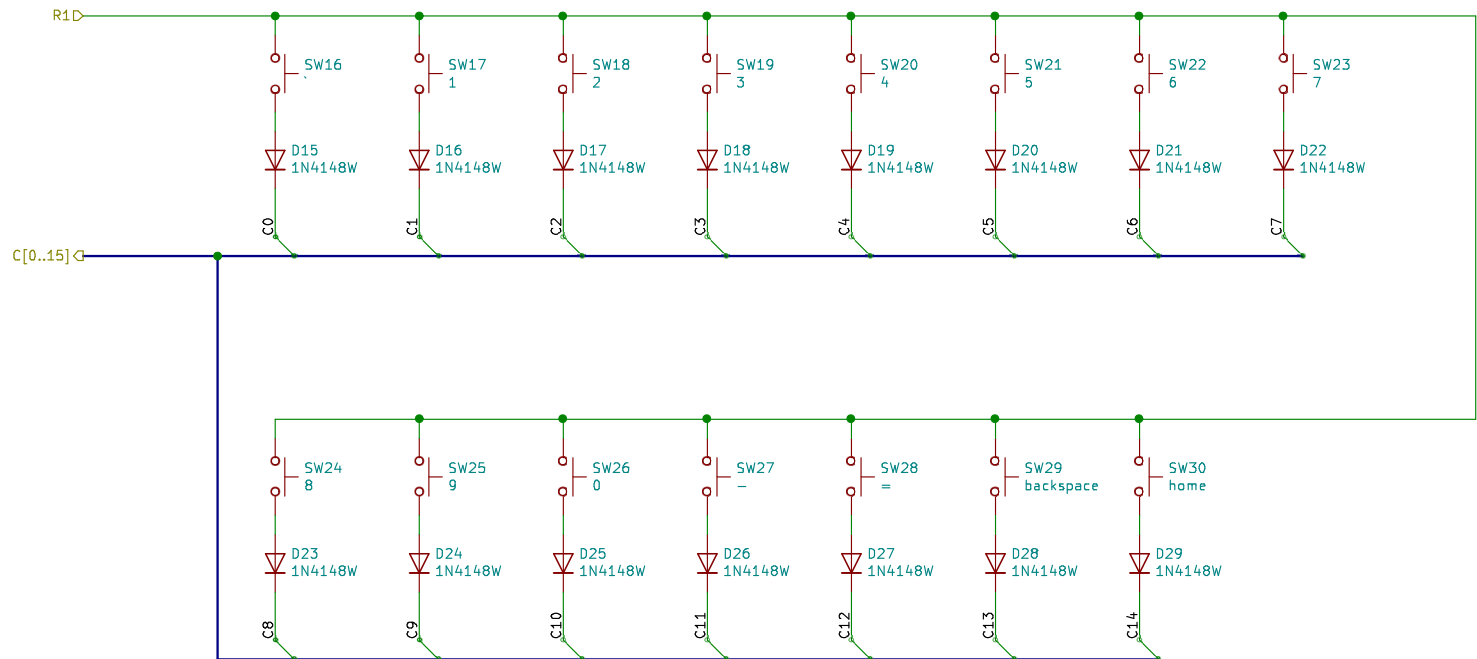 R1
SW16
`
SW17
1
SW18
2
SW19
3
SW20
4
SW21
5
SW22
6
SW23
7
D15
1N4148W
D16
1N4148W
D17
1N4148W
D18
1N4148W
D19
1N4148W
D20
1N4148W
D21
1N4148W
D22
1N4148W
C0
C1
C2
C3
C4
C5
C6
C7
C[0..15]
SW24
8
SW25
9
SW26
0
SW27
-
SW28
=
SW29
backspace
SW30
home
D23
1N4148W
D24
1N4148W
D25
1N4148W
D26
1N4148W
D27
1N4148W
D28
1N4148W
D29
1N4148W
C8
C9
C10
C11
C12
C13
C14